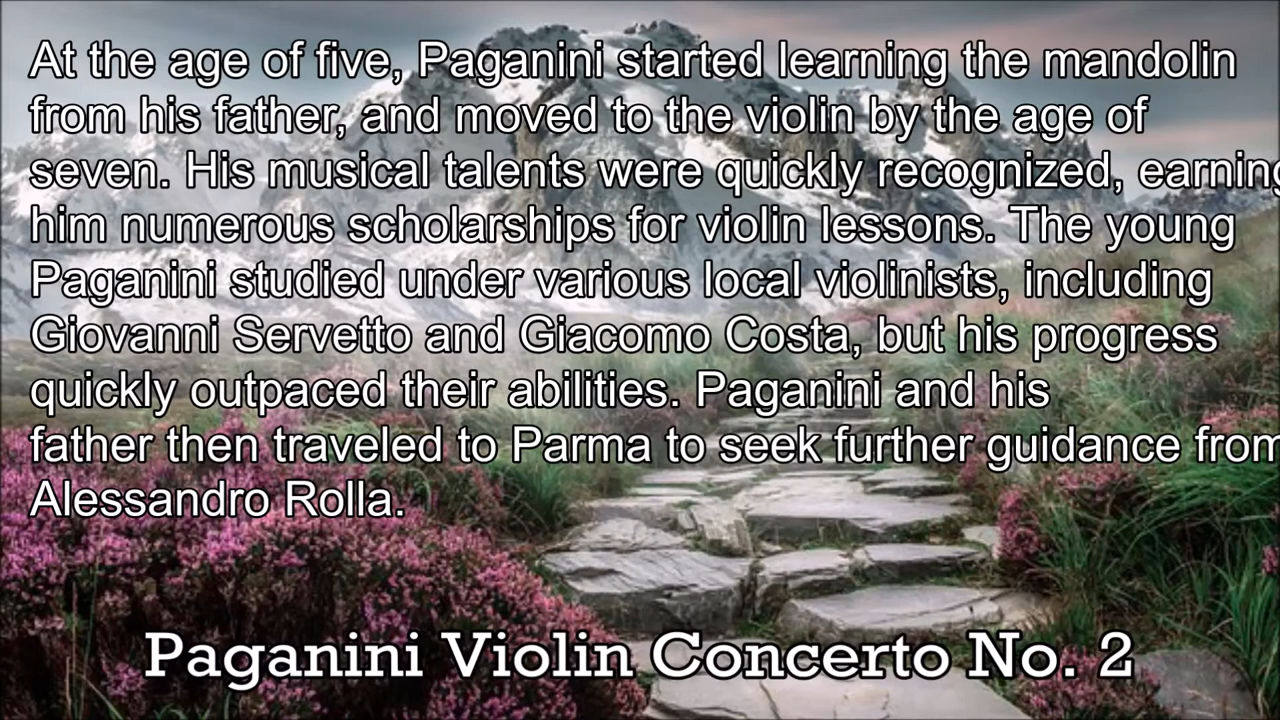 At the age of five, Paganini started learning the mandolin
from his father, and moved to the violin by the age of
seven. His musical talents were quickly recognized, earning
him numerous scholarships for violin lessons. The young
Paganini studied under various local violinists, including
Giovanni Servetto and Giacomo Costa, but his progress
quickly outpaced their abilities. Paganini and his
father then traveled to Parma to seek further guidance from
Alessandro Rolla.
Paganini Violin Concerto No. 2